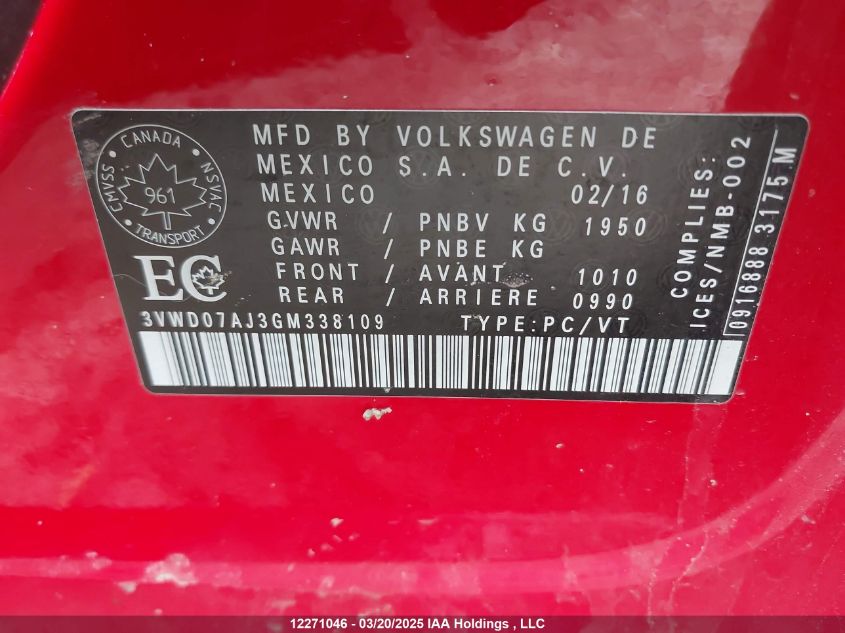 CANADA
CMVSS
NSVAC
961
TRANSPORT
EC
MFD BY VOLKSWAGEN DE
MEXICO S.A. DE C.V.
MEXICO 02/16
GVWR / PNBV KG 1950
GAWR / PNBE KG
FRONT / AVANT 1010
REAR / ARRIERE 0990
3VWD07AJ3GM338109 TYPE:PC/VT
COMPLIES:
ICES/NMB-002
0916888 3175 M
12271046 - 03/20/2025 IAA Holdings , LLC